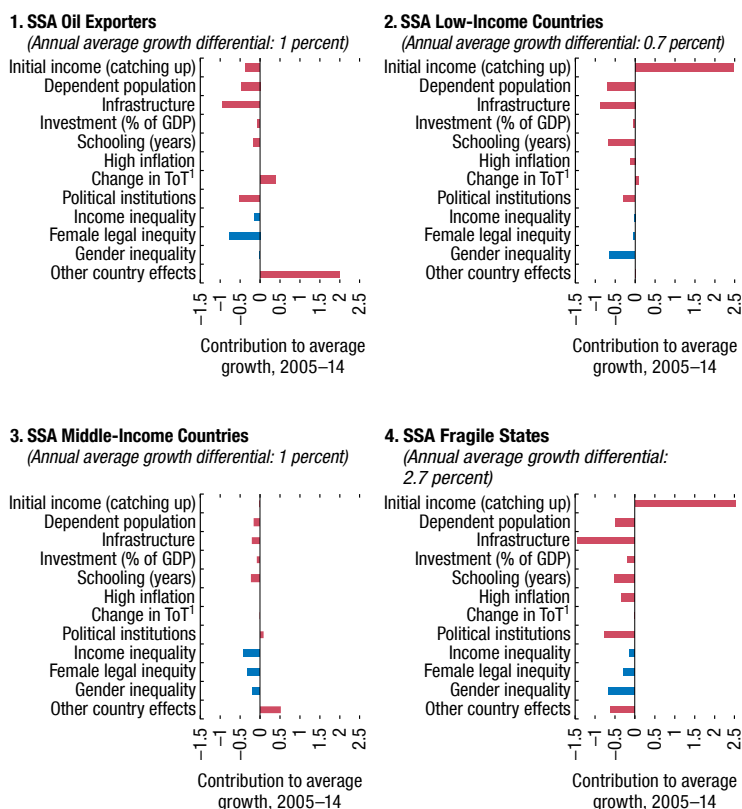 1. SSA Oil Exporters
(Annual average growth differential: 1 percent)
Initial income (catching up)
Dependent population
Infrastructure
Investment (% of GDP)
Schooling (years)
High inflation
Change in ToT¹
Political institutions
Income inequality
Female legal inequity
Gender inequality
Other country effects
−1.5
−1
−0.5
0
0.5
1
1.5
2
2.5
Contribution to average
growth, 2005–14
2. SSA Low-Income Countries
(Annual average growth differential: 0.7 percent)
Initial income (catching up)
Dependent population
Infrastructure
Investment (% of GDP)
Schooling (years)
High inflation
Change in ToT¹
Political institutions
Income inequality
Female legal inequity
Gender inequality
Other country effects
−1.5
−1
−0.5
0
0.5
1
1.5
2
2.5
Contribution to average
growth, 2005–14
3. SSA Middle-Income Countries
(Annual average growth differential: 1 percent)
Initial income (catching up)
Dependent population
Infrastructure
Investment (% of GDP)
Schooling (years)
High inflation
Change in ToT¹
Political institutions
Income inequality
Female legal inequity
Gender inequality
Other country effects
−1.5
−1
−0.5
0
0.5
1
1.5
2
2.5
Contribution to average
growth, 2005–14
4. SSA Fragile States
(Annual average growth differential:
2.7 percent)
Initial income (catching up)
Dependent population
Infrastructure
Investment (% of GDP)
Schooling (years)
High inflation
Change in ToT¹
Political institutions
Income inequality
Female legal inequity
Gender inequality
Other country effects
−1.5
−1
−0.5
0
0.5
1
1.5
2
2.5
Contribution to average
growth, 2005–14